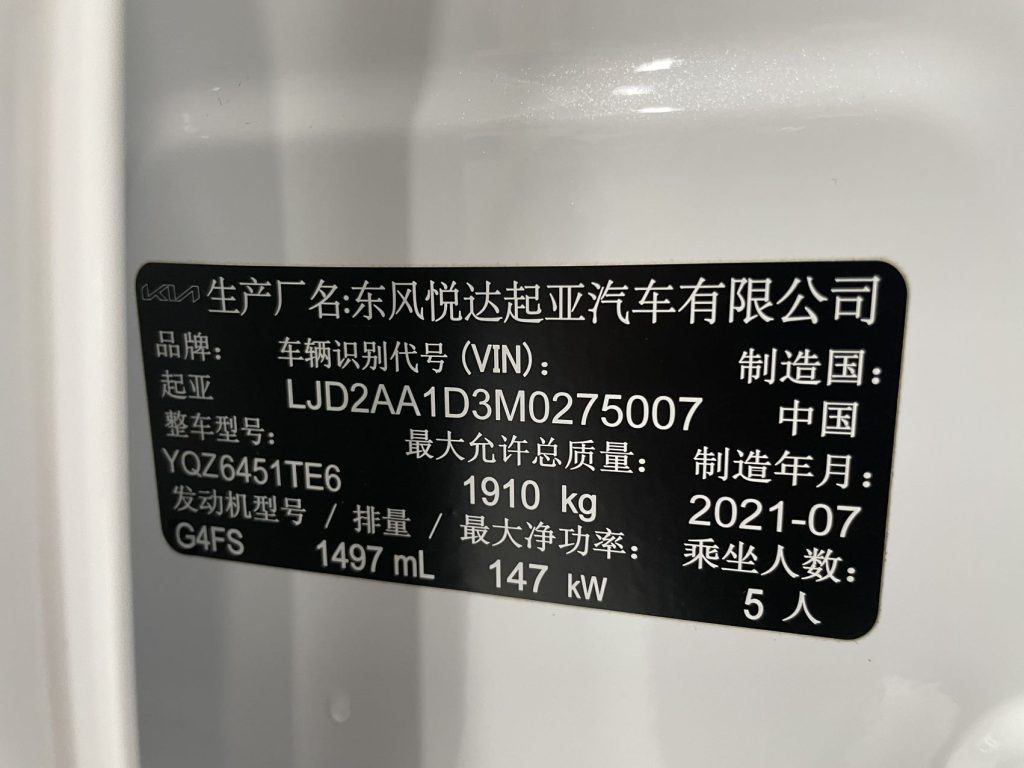 KIA 生产厂名:东风悦达起亚汽车有限公司
品牌: 车辆识别代号 (VIN): 制造国:
起亚 LJD2AA1D3M0275007 中国
整车型号: 最大允许总质量: 制造年月:
YQZ6451TE6 1910 kg 2021-07
发动机型号 / 排量 / 最大净功率: 乘坐人数:
G4FS 1497 mL 147 kW 5 人